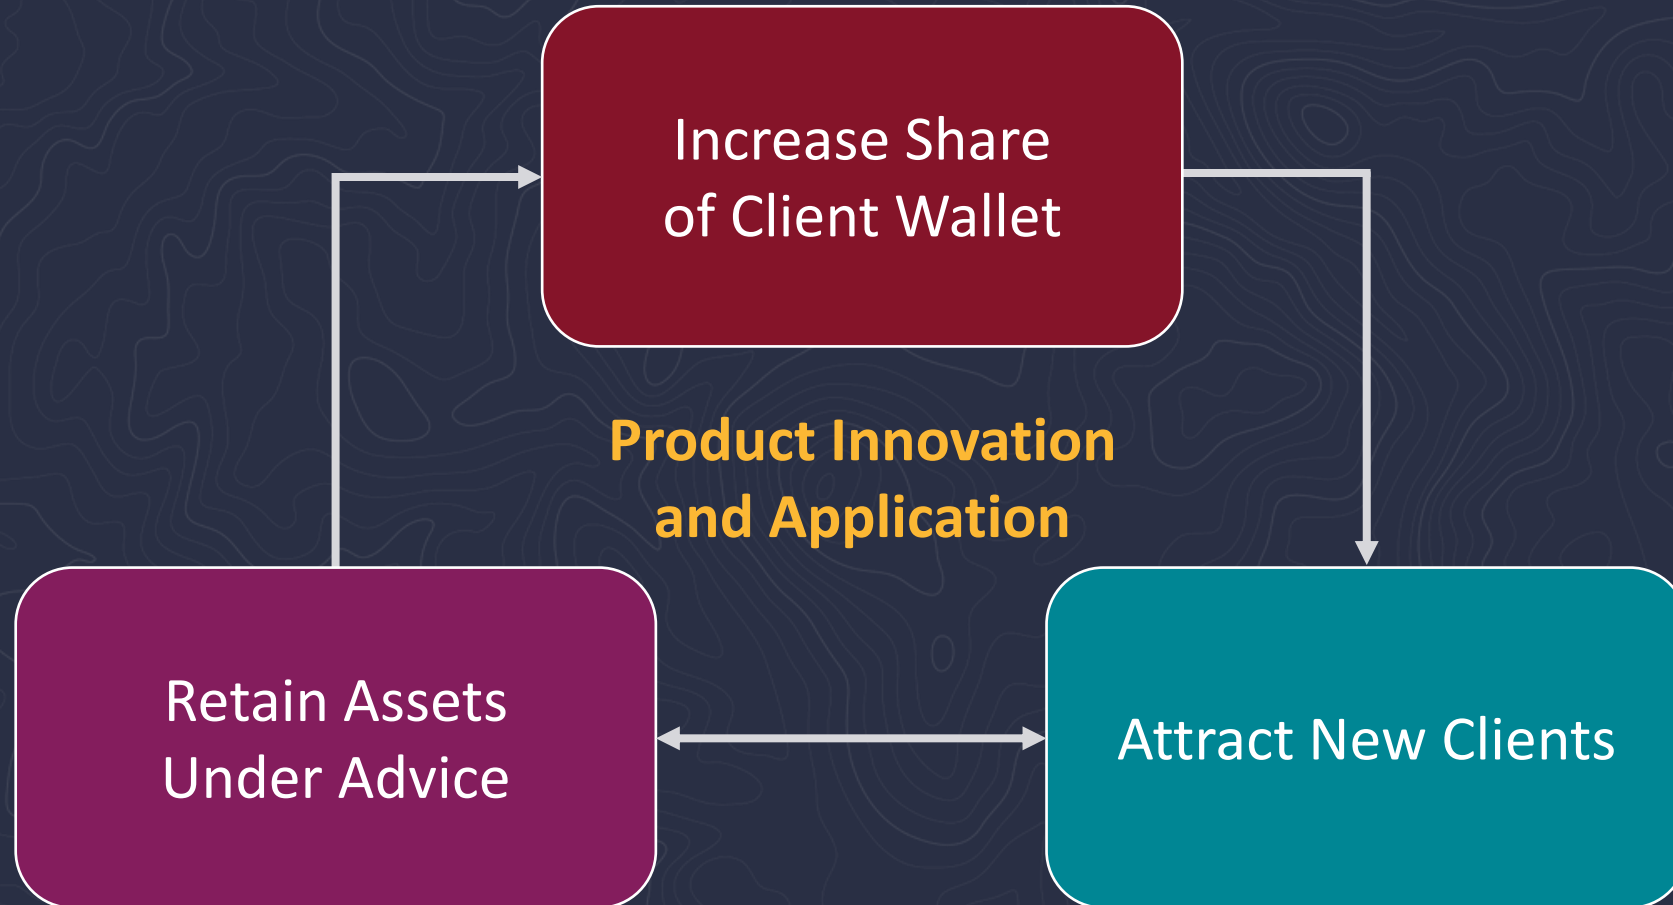 Increase Share
of Client Wallet
Product Innovation
and Application
Retain Assets
Under Advice
Attract New Clients